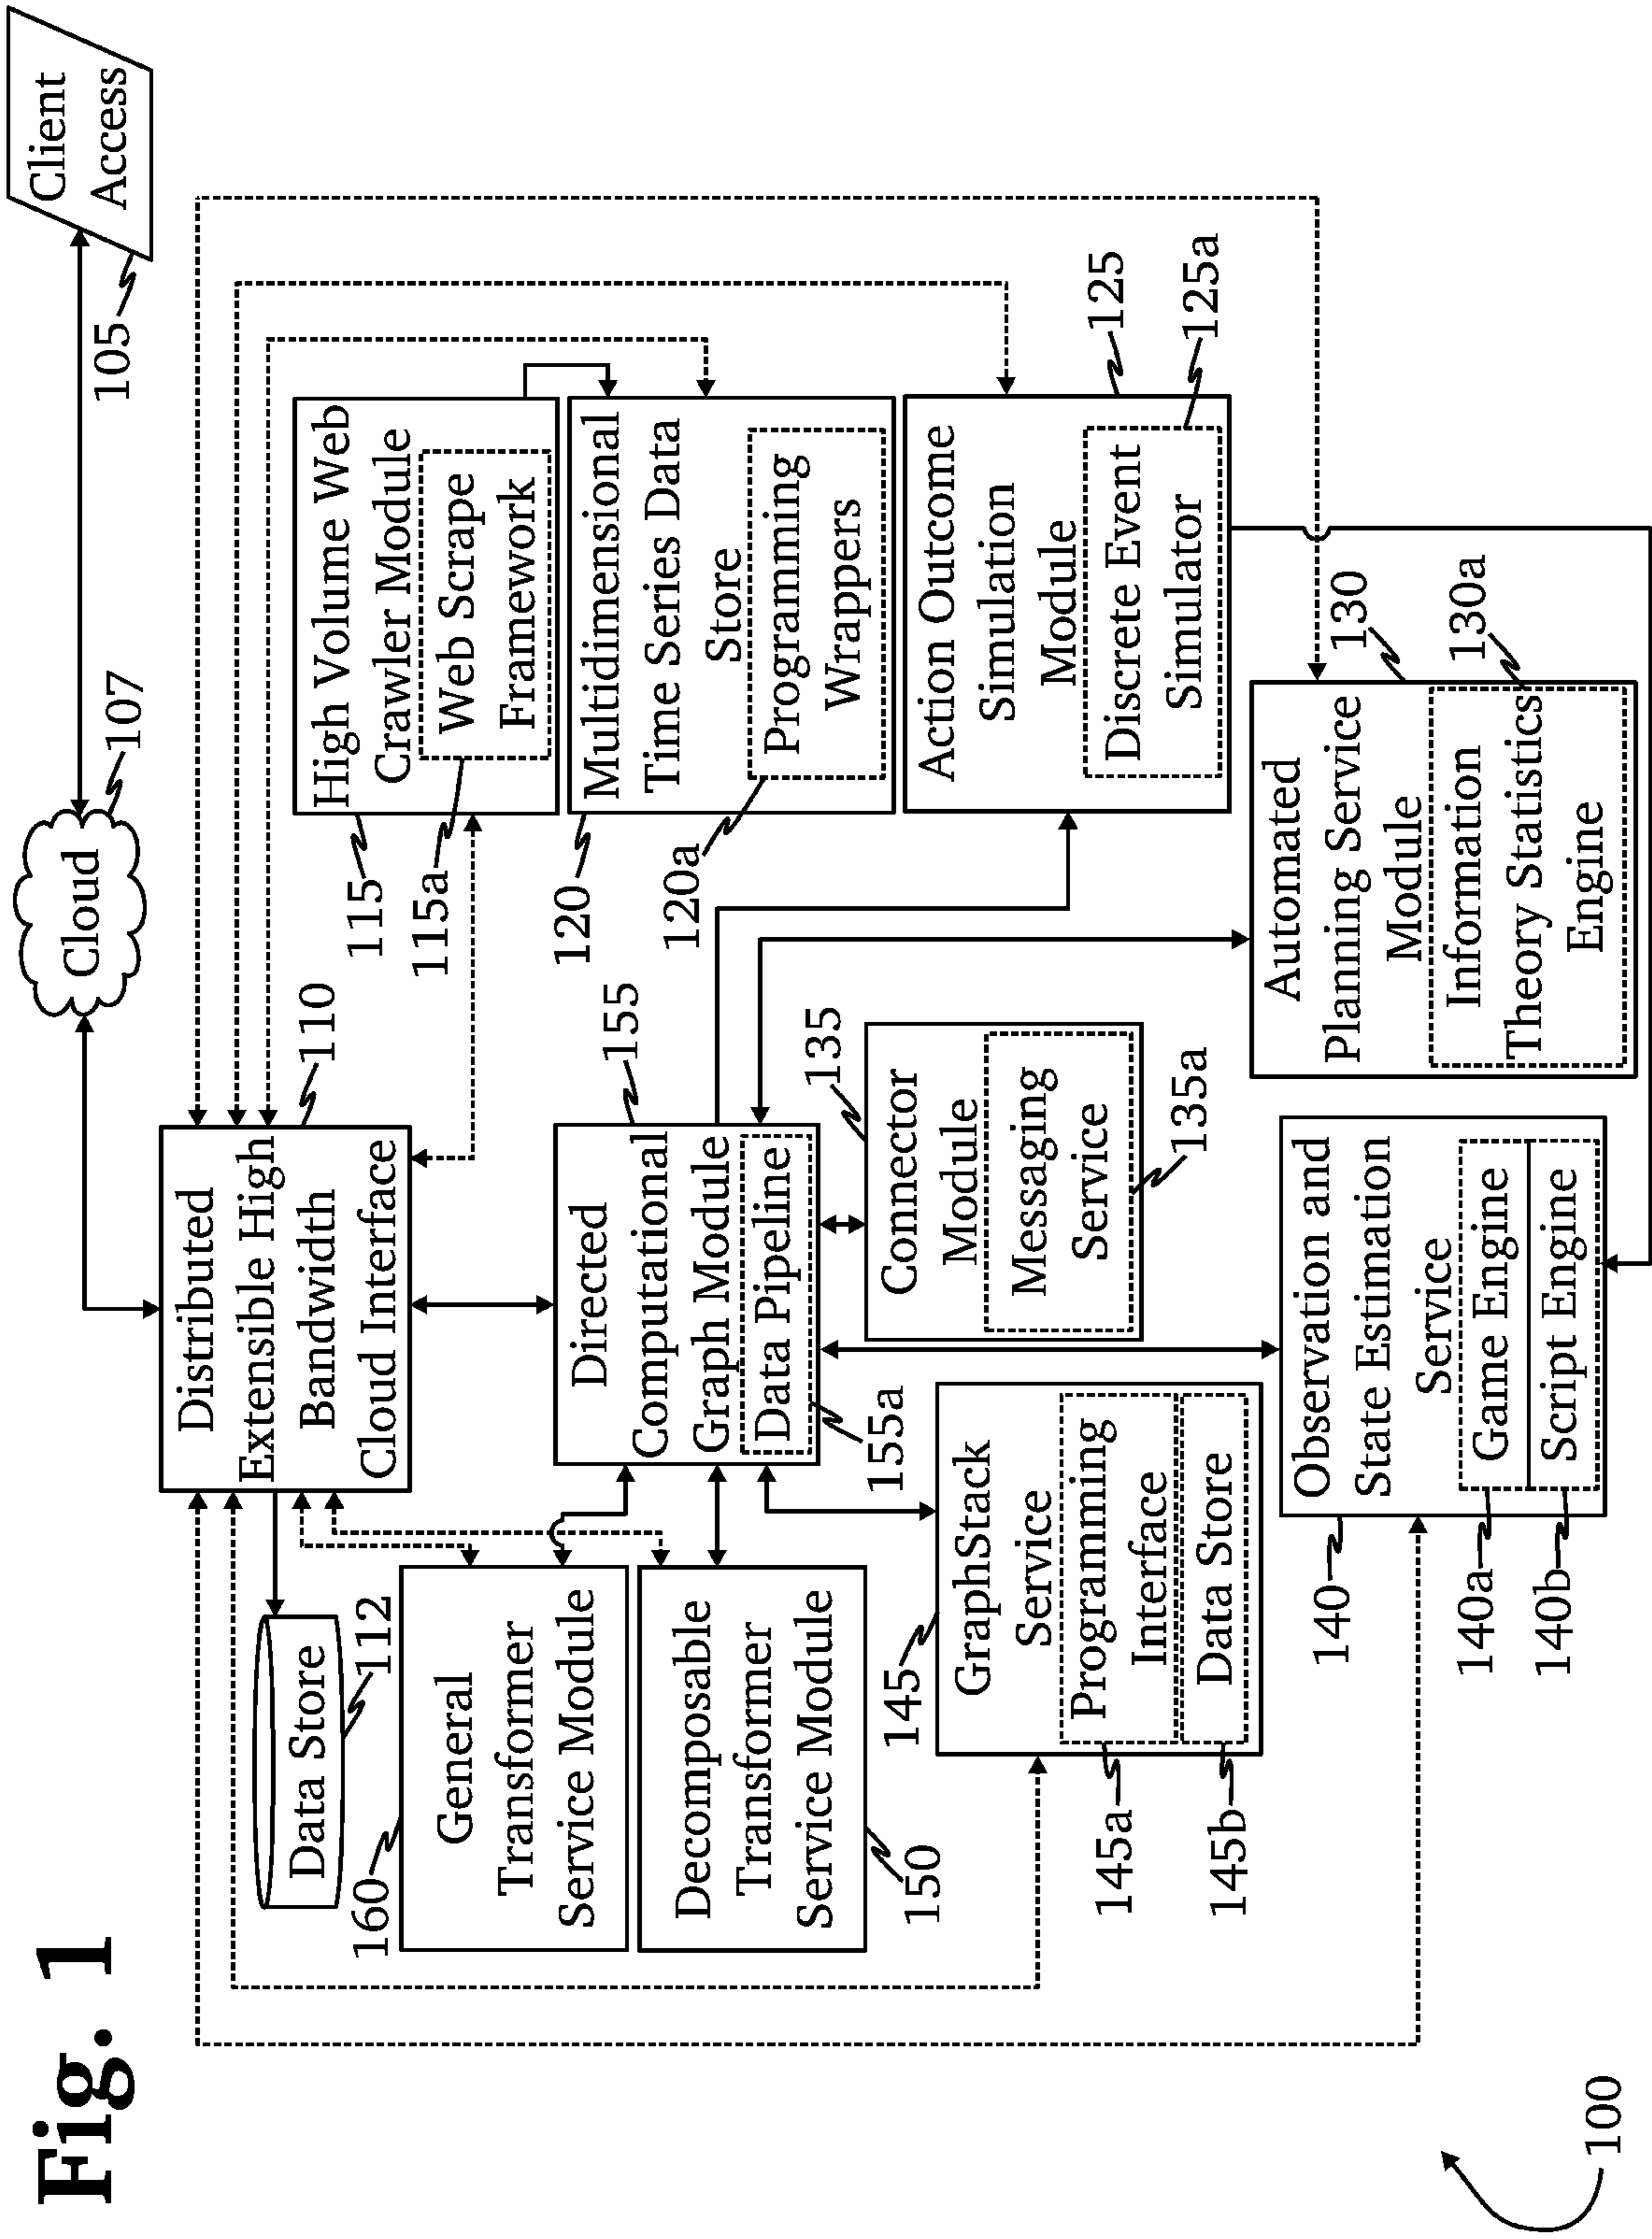 Fig. 1
Client
Access
105
Cloud
107
Distributed
Extensible High
Bandwidth
Cloud Interface
110
Data Store
112
High Volume Web
Crawler Module
Web Scrape
Framework
115
115a
Multidimensional
Time Series Data
Store
Programming
Wrappers
120
120a
Action Outcome
Simulation
Module
Discrete Event
Simulator
125
125a
Automated
Planning Service
Module
Information
Theory Statistics
Engine
130
130a
Directed
Computational
Graph Module
Data Pipeline
155
155a
Connector
Module
Messaging
Service
135
135a
General
Transformer
Service Module
160
Decomposable
Transformer
Service Module
150
GraphStack
Service
Programming
Interface
Data Store
145
145a
145b
Observation and
State Estimation
Service
Game Engine
Script Engine
140
140a
140b
100